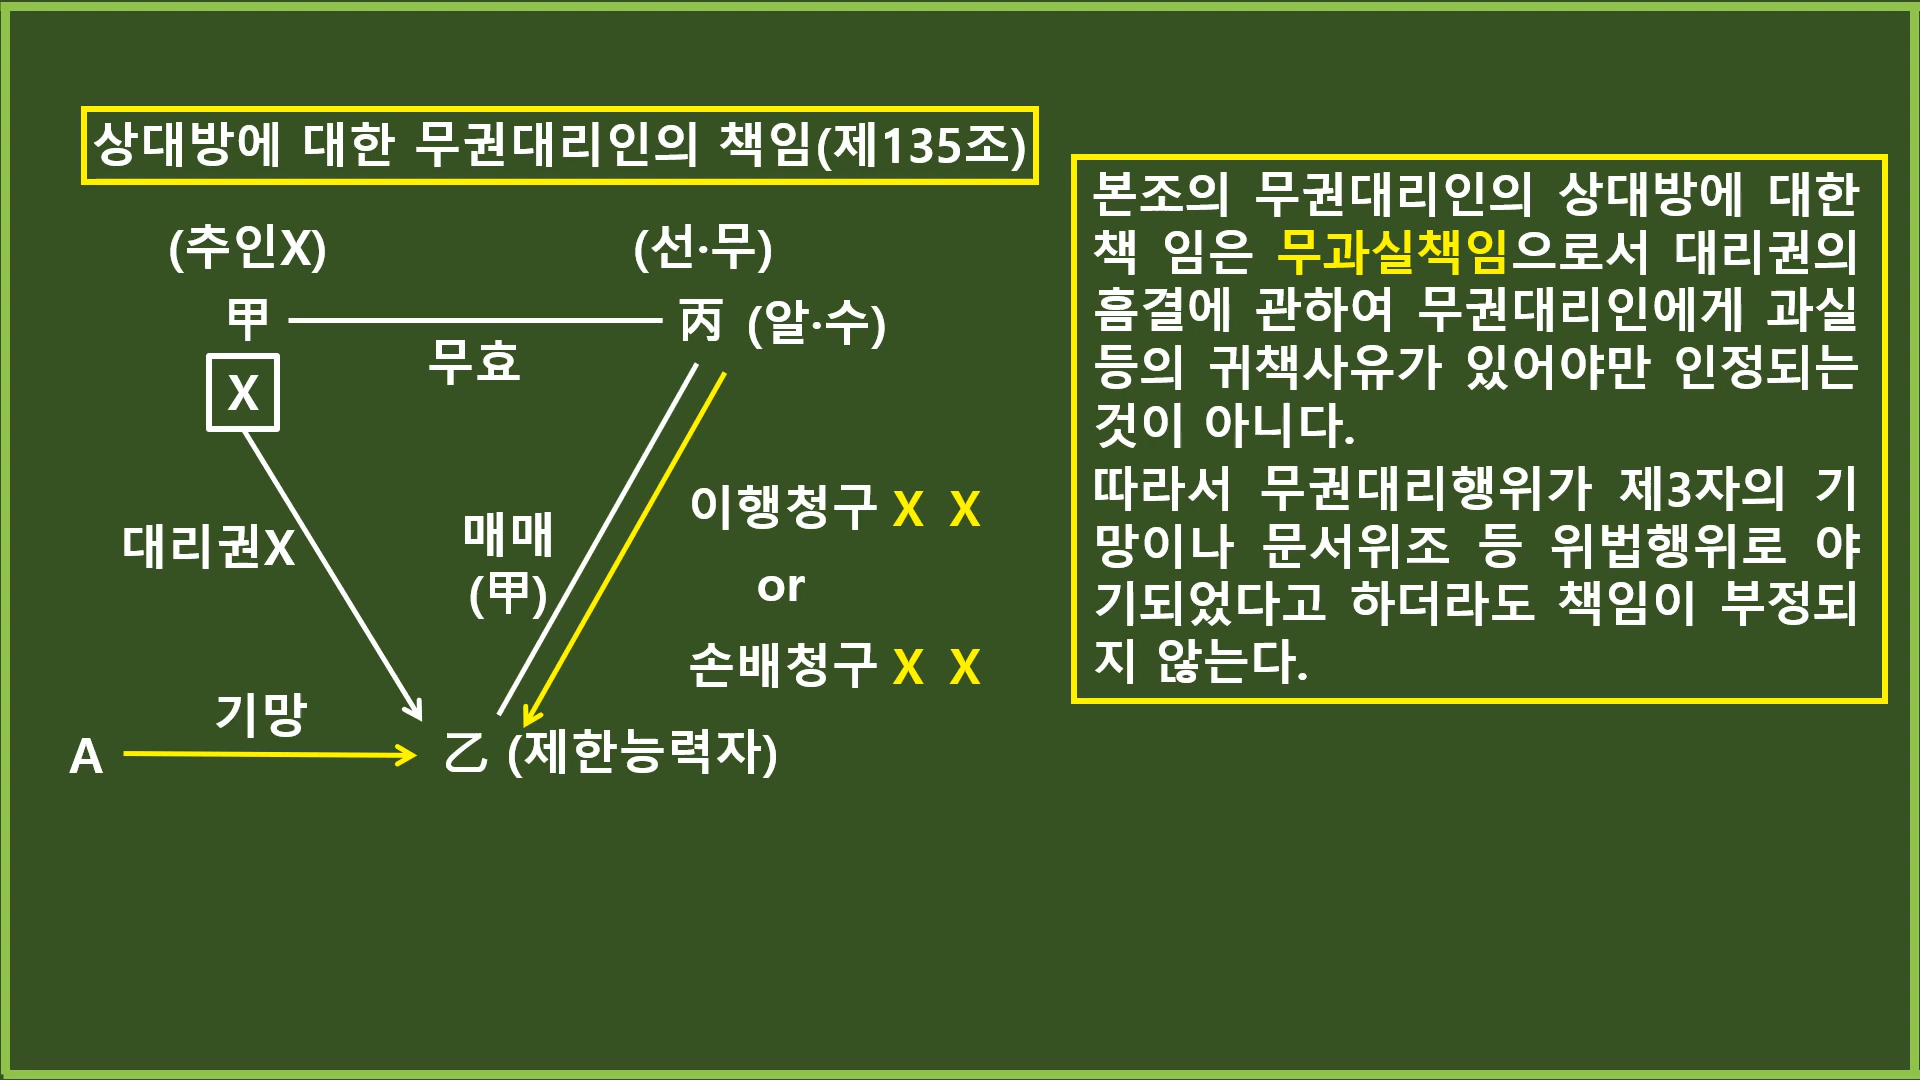 상대방에 대한 무권대리인의 책임(제135조)
(추인X)
(선·무)
甲
丙 (알·수)
무효
X
대리권X
매매
(甲)
이행청구 X X
or
손배청구 X X
기망
A
乙 (제한능력자)
본조의 무권대리인의 상대방에 대한
책 임은 무과실책임으로서 대리권의
흠결에 관하여 무권대리인에게 과실
등의 귀책사유가 있어야만 인정되는
것이 아니다.
따라서 무권대리행위가 제3자의 기
망이나 문서위조 등 위법행위로 야
기되었다고 하더라도 책임이 부정되
지 않는다.